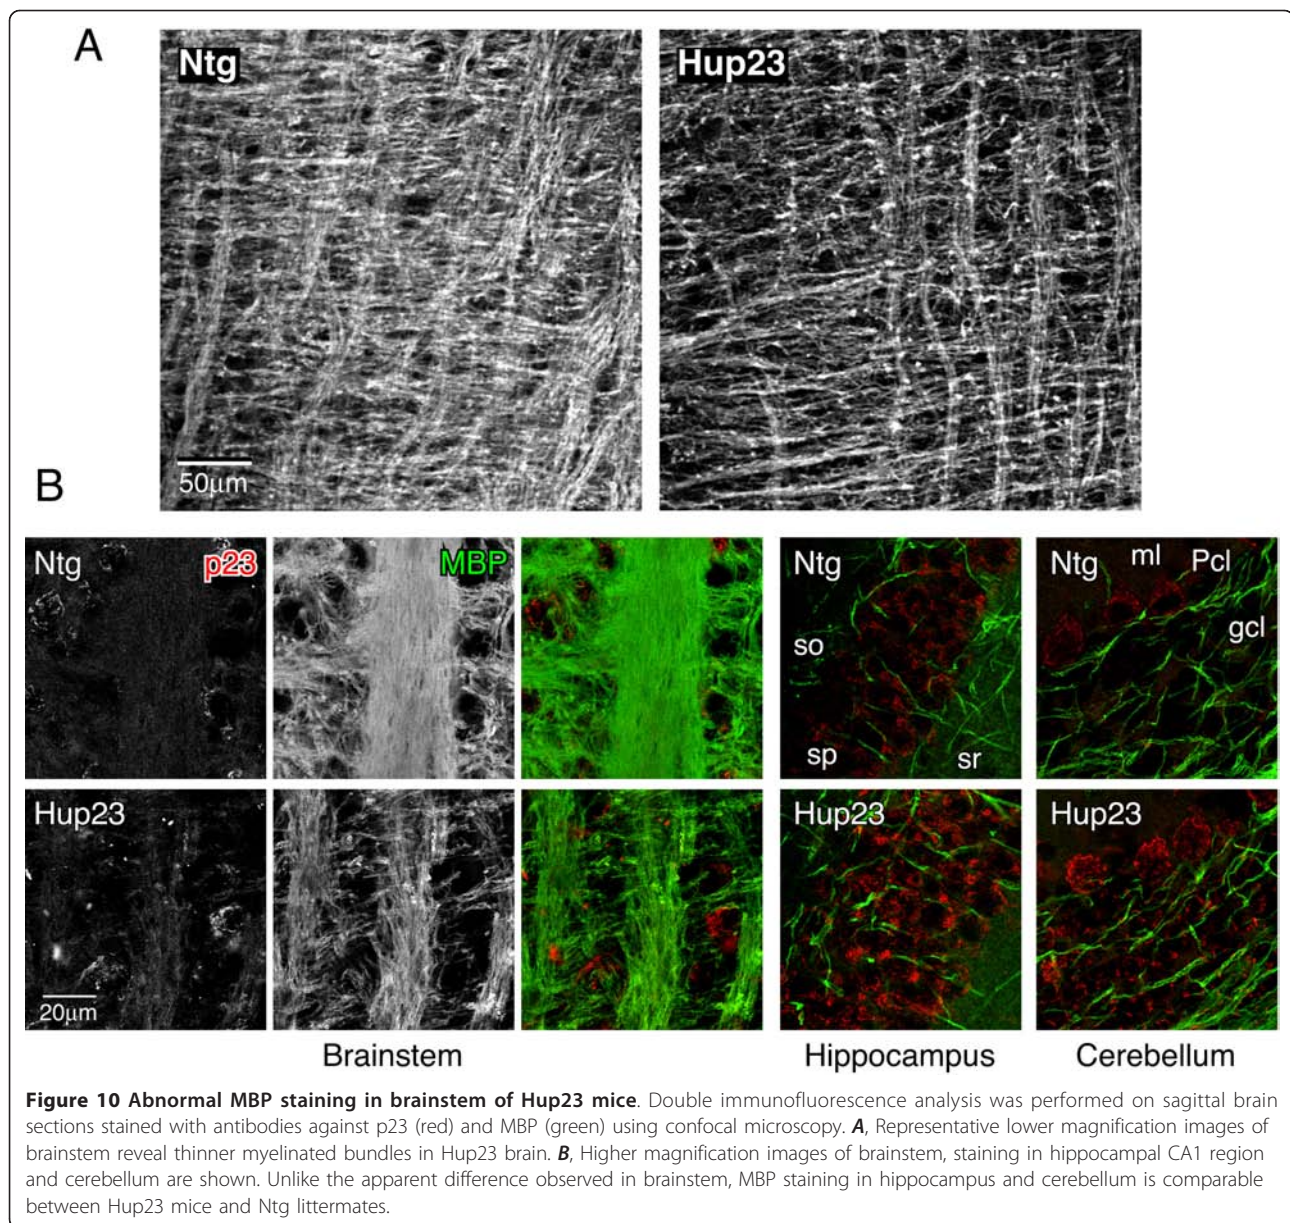 A
Ntg
Hup23
50µm
B
Ntg
p23
MBP
Ntg
so
sp
sr
Ntg
ml
Pcl
gcl
Hup23
20µm
Hup23
Hup23
Brainstem
Hippocampus
Cerebellum
Figure 10 Abnormal MBP staining in brainstem of Hup23 mice. Double immunofluorescence analysis was performed on sagittal brain
sections stained with antibodies against p23 (red) and MBP (green) using confocal microscopy. A, Representative lower magnification images of
brainstem reveal thinner myelinated bundles in Hup23 brain. B, Higher magnification images of brainstem, staining in hippocampal CA1 region
and cerebellum are shown. Unlike the apparent difference observed in brainstem, MBP staining in hippocampus and cerebellum is comparable
between Hup23 mice and Ntg littermates.